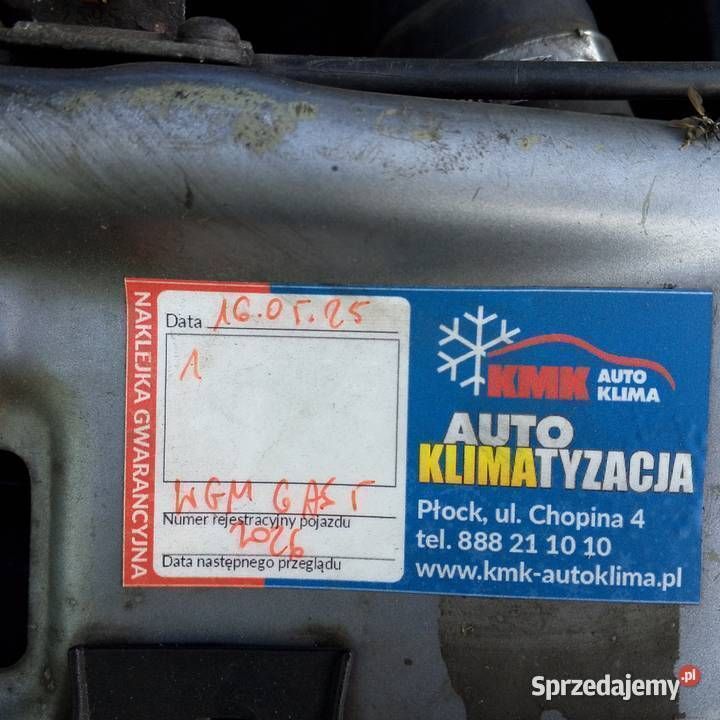 NAKLEJKA GWARANCYJNA
Data 16.05.25
1
WGM GAST
Numer rejestracyjny pojazdu
2026
Data następnego przeglądu
KMK AUTO KLIMA
AUTO
KLIMATYZACJA
Płock, ul. Chopina 4
tel. 888 21 10 10
www.kmk-autoklima.pl
Sprzedajemy.pl